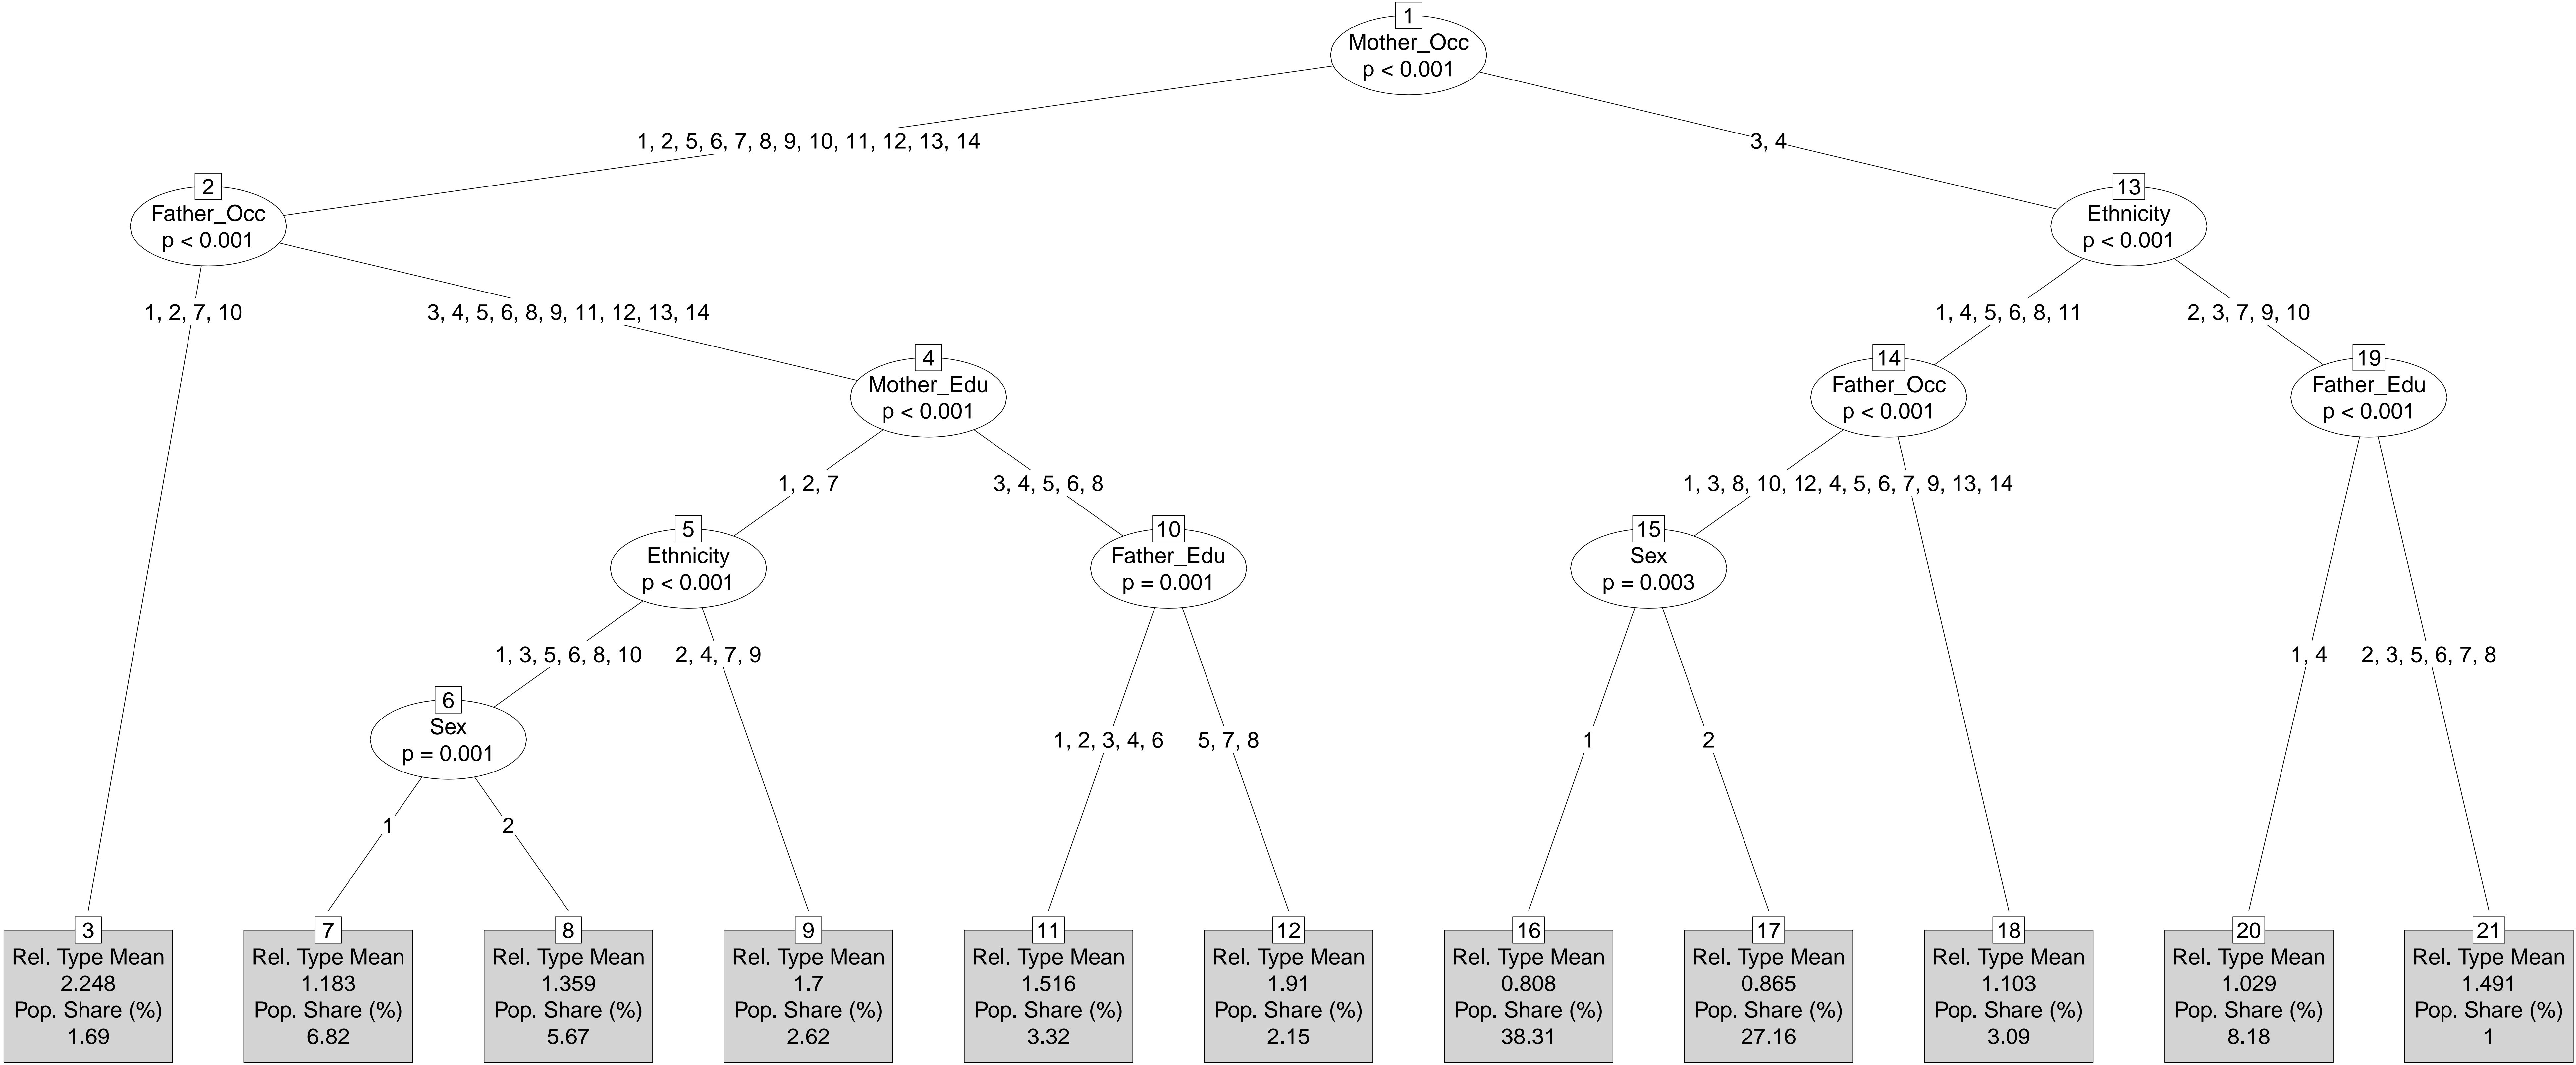 1
Mother_Occ
p < 0.001
1, 2, 5, 6, 7, 8, 9, 10, 11, 12, 13, 14
3, 4
2
Father_Occ
p < 0.001
13
Ethnicity
p < 0.001
1, 2, 7, 10
3, 4, 5, 6, 8, 9, 11, 12, 13, 14
1, 4, 5, 6, 8, 11
2, 3, 7, 9, 10
4
Mother_Edu
p < 0.001
14
Father_Occ
p < 0.001
19
Father_Edu
p < 0.001
1, 2, 7
3, 4, 5, 6, 8
1, 3, 8, 10, 12, 4, 5, 6, 7, 9, 13, 14
5
Ethnicity
p < 0.001
10
Father_Edu
p = 0.001
15
Sex
p = 0.003
1, 3, 5, 6, 8, 10
2, 4, 7, 9
1, 4
2, 3, 5, 6, 7, 8
6
Sex
p = 0.001
1, 2, 3, 4, 6
5, 7, 8
1
2
1
2
3
Rel. Type Mean
2.248
Pop. Share (%)
1.69
7
Rel. Type Mean
1.183
Pop. Share (%)
6.82
8
Rel. Type Mean
1.359
Pop. Share (%)
5.67
9
Rel. Type Mean
1.7
Pop. Share (%)
2.62
11
Rel. Type Mean
1.516
Pop. Share (%)
3.32
12
Rel. Type Mean
1.91
Pop. Share (%)
2.15
16
Rel. Type Mean
0.808
Pop. Share (%)
38.31
17
Rel. Type Mean
0.865
Pop. Share (%)
27.16
18
Rel. Type Mean
1.103
Pop. Share (%)
3.09
20
Rel. Type Mean
1.029
Pop. Share (%)
8.18
21
Rel. Type Mean
1.491
Pop. Share (%)
1